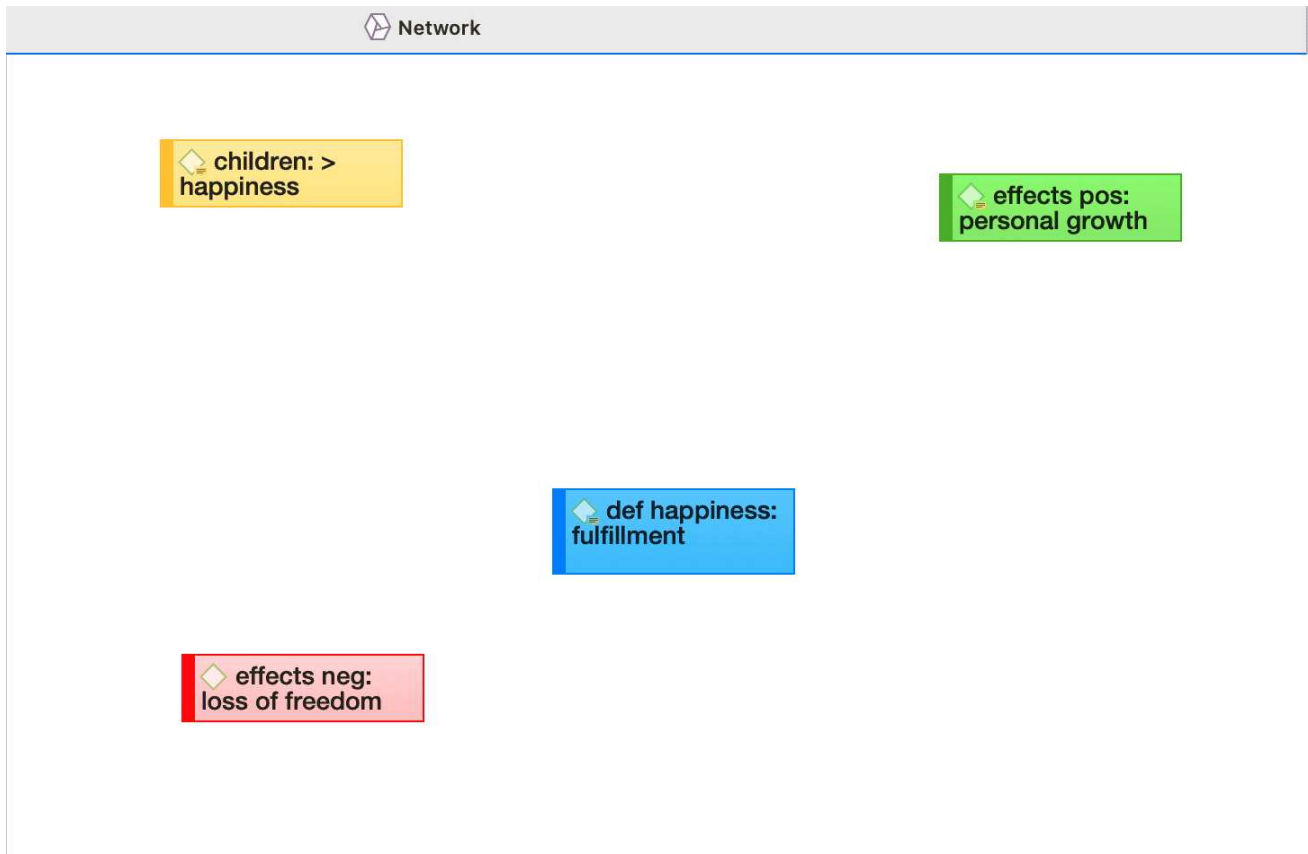 Network
children: >
happiness
effects pos:
personal growth
def happiness:
fulfillment
effects neg:
loss of freedom